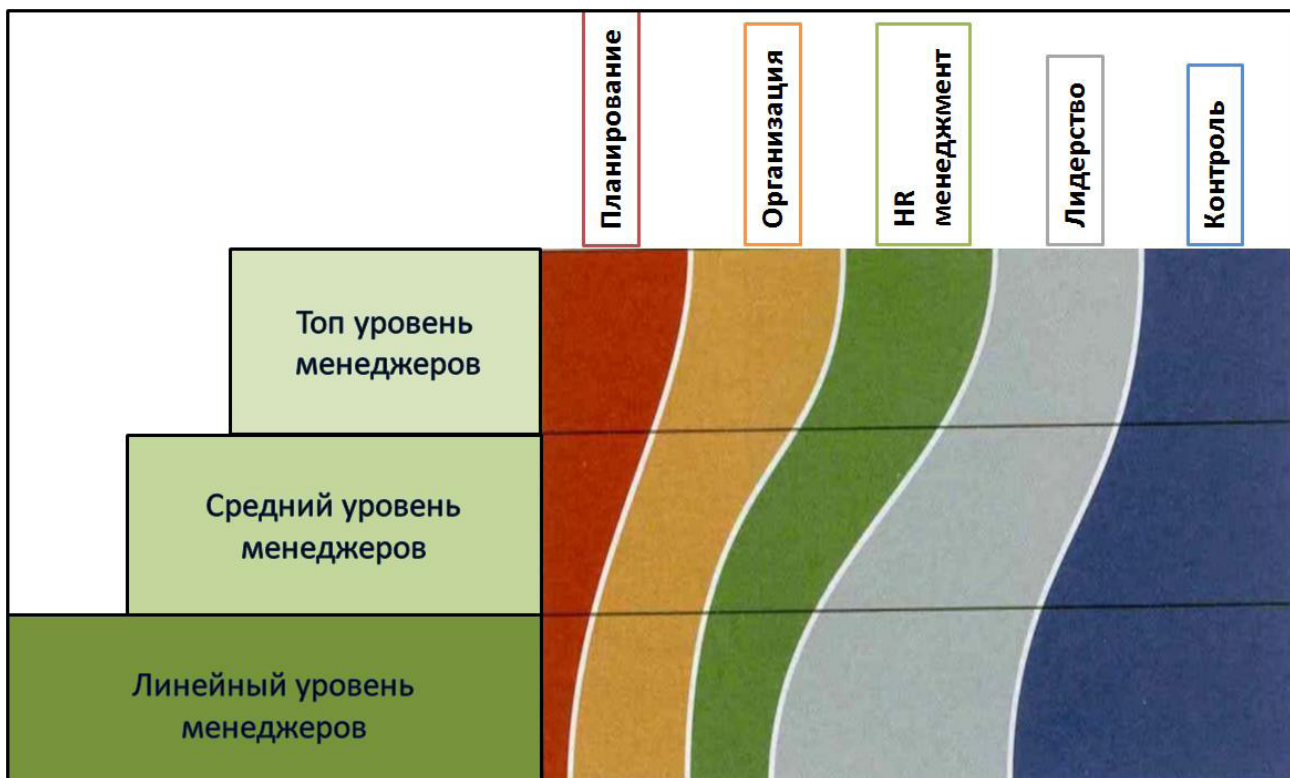 Планирование
Организация
HR
менеджмент
Лидерство
Контроль
Топ уровень
менеджеров
Средний уровень
менеджеров
Линейный уровень
менеджеров